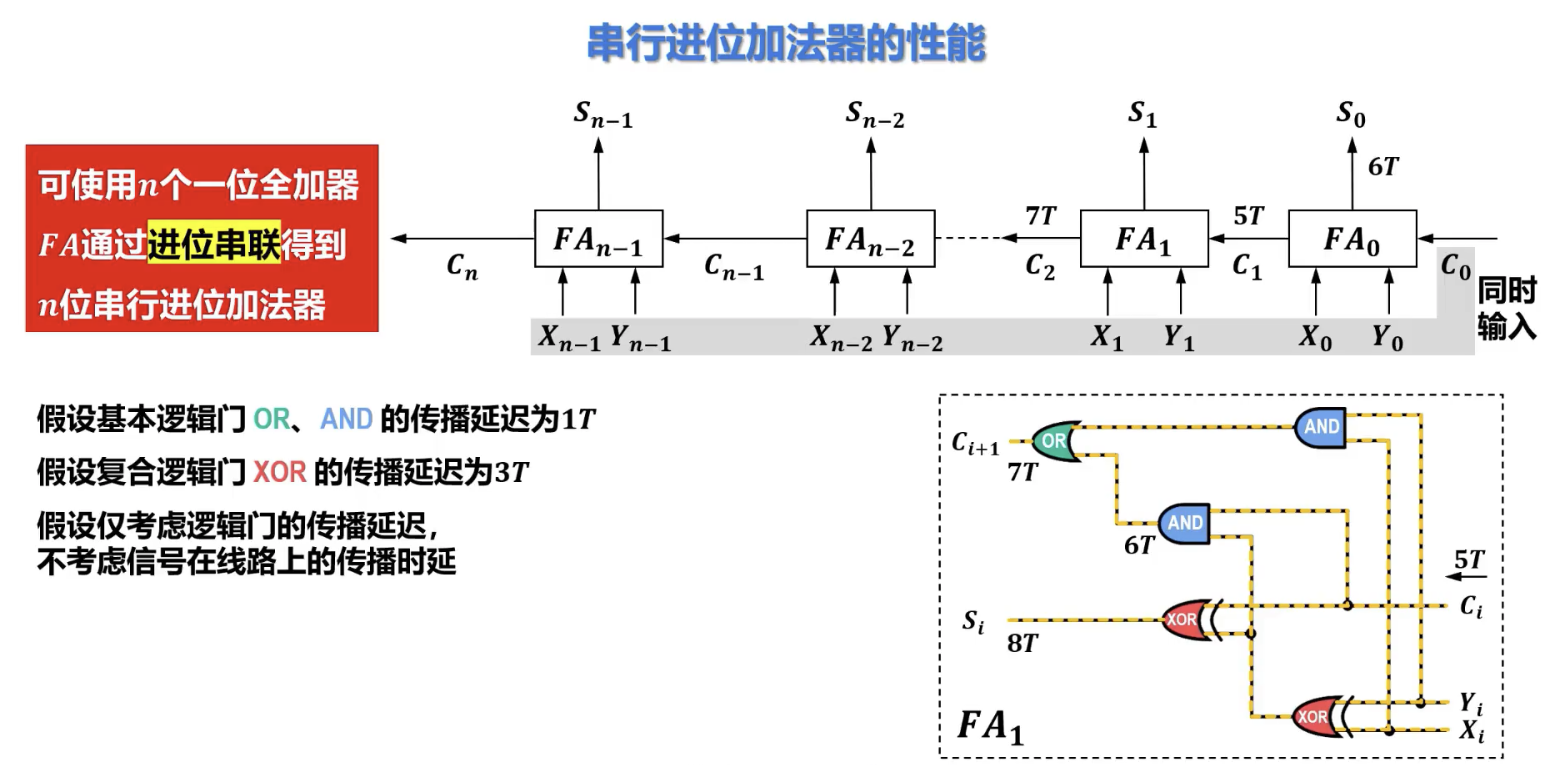 串行进位加法器的性能
S_{n−1} S_{n−2} S_1 S_0
6T
可使用n个一位全加器
FA通过进位串联得到
n位串行进位加法器
7T 5T
FA_{n−1} FA_{n−2} FA_1 FA_0
C_n C_{n−1} C_2 C_1 C_0
同时
输入
X_{n−1} Y_{n−1} X_{n−2} Y_{n−2} X_1 Y_1 X_0 Y_0
假设基本逻辑门 OR、AND 的传播延迟为1T
假设复合逻辑门 XOR 的传播延迟为3T
假设仅考虑逻辑门的传播延迟，
不考虑信号在线路上的传播时延
AND
C_{i+1} OR
7T
AND
6T
5T
C_i
S_i XOR
8T
Y_i
XOR
X_i
FA_1